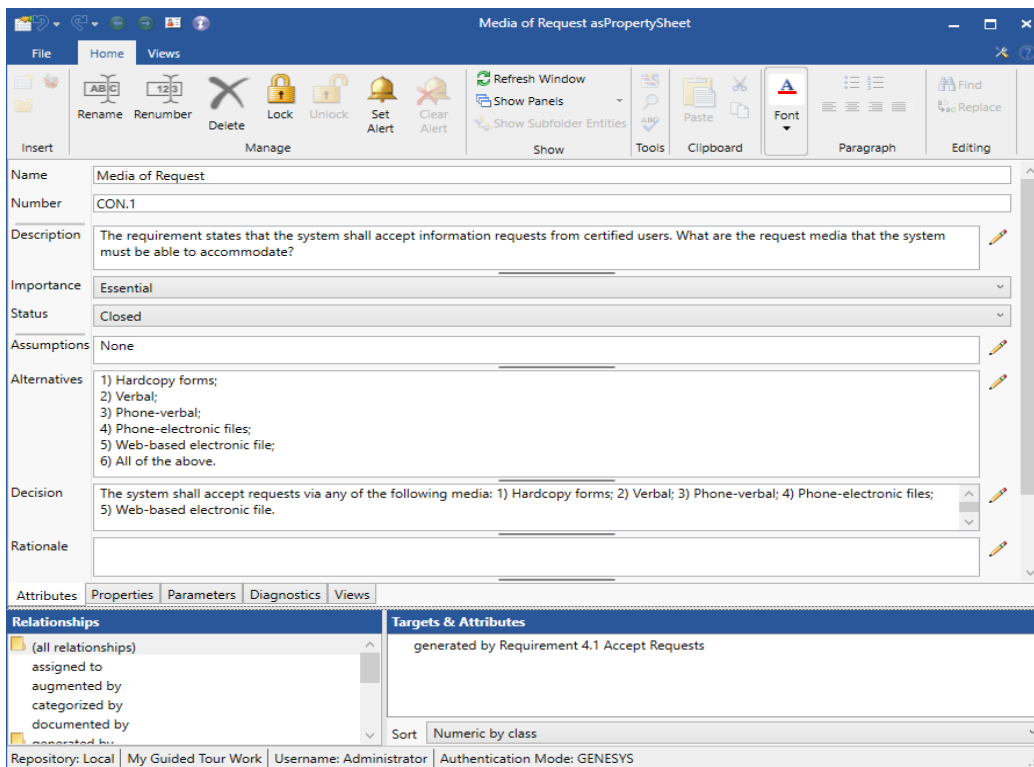 Media of Request asPropertySheet
File Home Views
ABC 123
Rename Renumber Delete Lock Unlock Set Alert Clear Alert
Refresh Window
Show Panels
Show Subfolder Entities
ABC
Paste
A
Font
Find
Replace
Insert Manage Show Tools Clipboard Paragraph Editing
Name Media of Request
Number CON.1
Description The requirement states that the system shall accept information requests from certified users. What are the request media that the system
must be able to accommodate?
Importance Essential
Status Closed
Assumptions None
Alternatives 1) Hardcopy forms;
2) Verbal;
3) Phone-verbal;
4) Phone-electronic files;
5) Web-based electronic file;
6) All of the above.
Decision The system shall accept requests via any of the following media: 1) Hardcopy forms; 2) Verbal; 3) Phone-verbal; 4) Phone-electronic files;
5) Web-based electronic file.
Rationale
Attributes Properties Parameters Diagnostics Views
Relationships Targets & Attributes
(all relationships) generated by Requirement 4.1 Accept Requests
assigned to
augmented by
categorized by
documented by
generated by
Sort Numeric by class
Repository: Local My Guided Tour Work Username: Administrator Authentication Mode: GENESYS